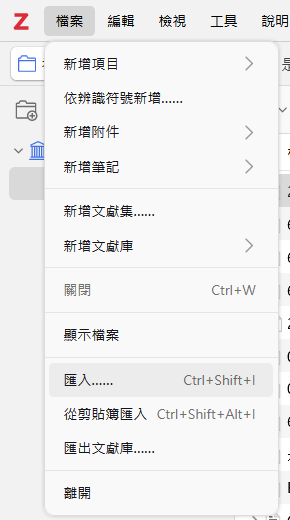 Z 檔案 編輯 檢視 工具 說明
新增項目
依辨識符號新增......
新增附件
新增筆記
新增文獻集......
新增文獻庫
關閉 Ctrl+W
顯示檔案
匯入...... Ctrl+Shift+I
從剪貼簿匯入 Ctrl+Shift+Alt+I
匯出文獻庫......
離開